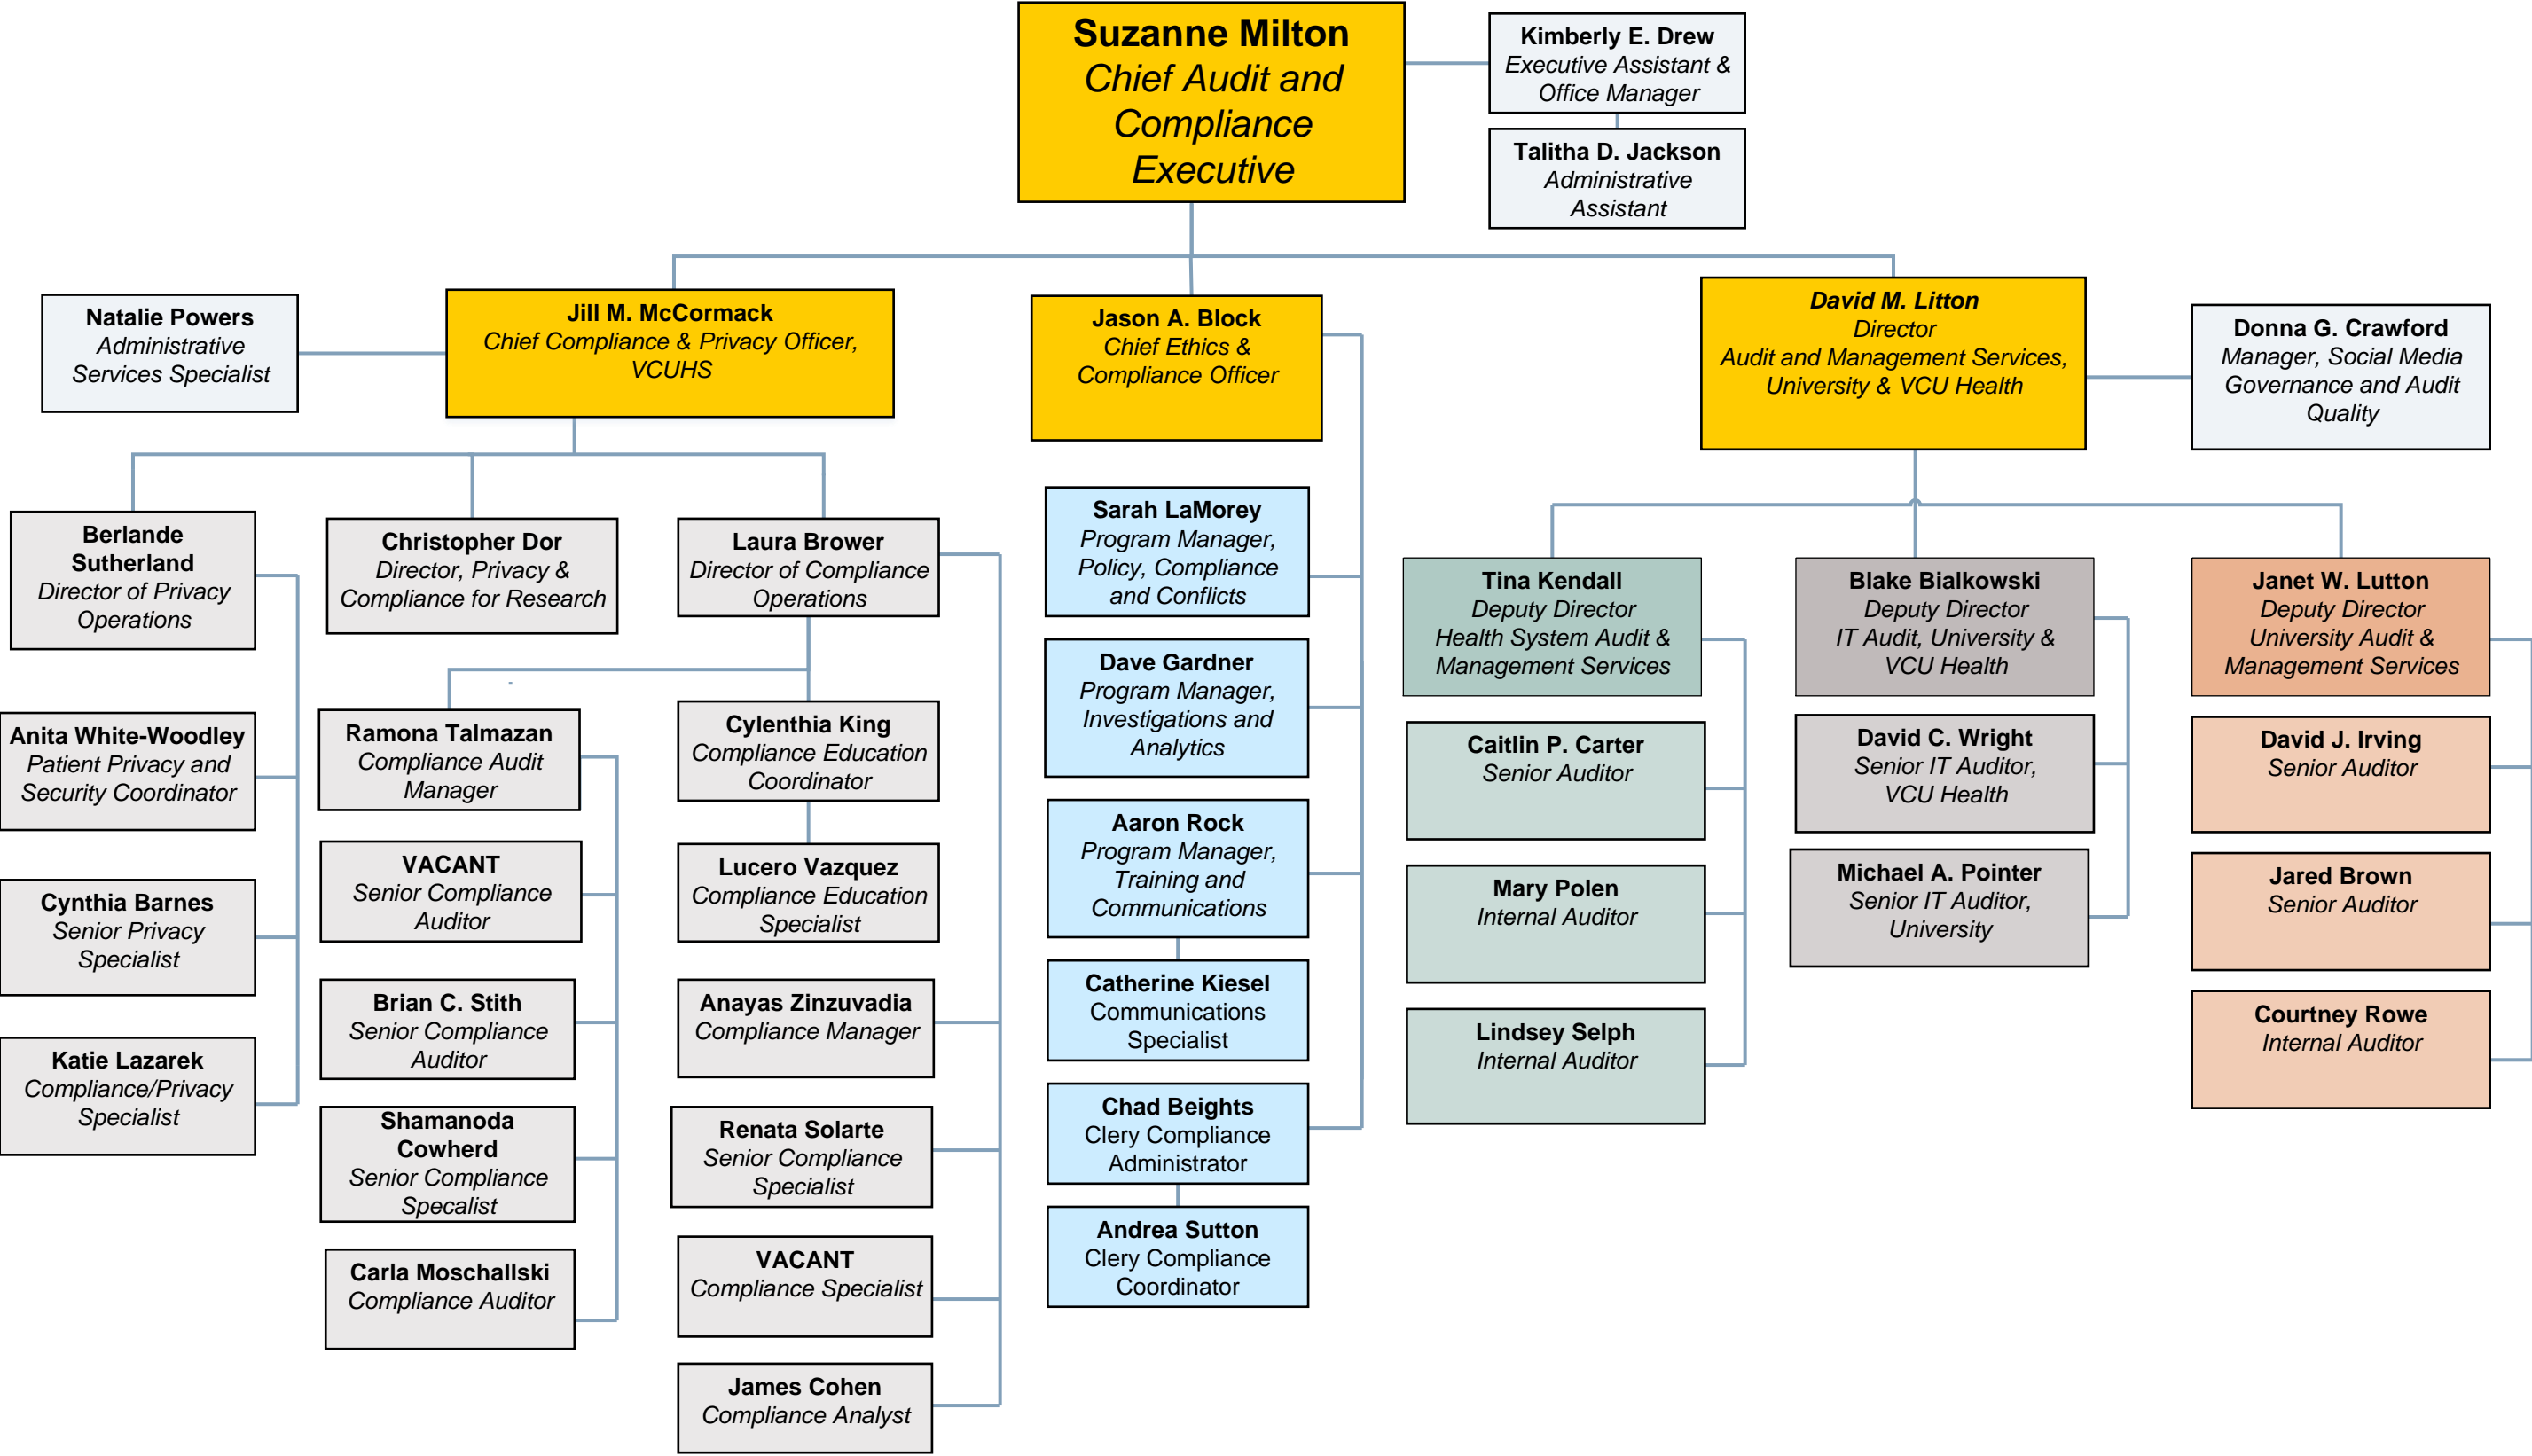 Suzanne Milton
Chief Audit and
Compliance
Executive
Kimberly E. Drew
Executive Assistant &
Office Manager
Talitha D. Jackson
Administrative
Assistant
Natalie Powers
Administrative
Services Specialist
Jill M. McCormack
Chief Compliance & Privacy Officer,
VCUHS
Jason A. Block
Chief Ethics &
Compliance Officer
David M. Litton
Director
Audit and Management Services,
University & VCU Health
Donna G. Crawford
Manager, Social Media
Governance and Audit
Quality
Berlande
Sutherland
Director of Privacy
Operations
Anita White-Woodley
Patient Privacy and
Security Coordinator
Cynthia Barnes
Senior Privacy
Specialist
Katie Lazarek
Compliance/Privacy
Specialist
Christopher Dor
Director, Privacy &
Compliance for Research
Laura Brower
Director of Compliance
Operations
-
Ramona Talmazan
Compliance Audit
Manager
VACANT
Senior Compliance
Auditor
Brian C. Stith
Senior Compliance
Auditor
Shamanoda
Cowherd
Senior Compliance
Specalist
Carla Moschallski
Compliance Auditor
Cylenthia King
Compliance Education
Coordinator
Lucero Vazquez
Compliance Education
Specialist
Anayas Zinzuvadia
Compliance Manager
Renata Solarte
Senior Compliance
Specialist
VACANT
Compliance Specialist
James Cohen
Compliance Analyst
Sarah LaMorey
Program Manager,
Policy, Compliance
and Conflicts
Dave Gardner
Program Manager,
Investigations and
Analytics
Aaron Rock
Program Manager,
Training and
Communications
Catherine Kiesel
Communications
Specialist
Chad Beights
Clery Compliance
Administrator
Andrea Sutton
Clery Compliance
Coordinator
Tina Kendall
Deputy Director
Health System Audit &
Management Services
Caitlin P. Carter
Senior Auditor
Mary Polen
Internal Auditor
Lindsey Selph
Internal Auditor
Blake Bialkowski
Deputy Director
IT Audit, University &
VCU Health
David C. Wright
Senior IT Auditor,
VCU Health
Michael A. Pointer
Senior IT Auditor,
University
Janet W. Lutton
Deputy Director
University Audit &
Management Services
David J. Irving
Senior Auditor
Jared Brown
Senior Auditor
Courtney Rowe
Internal Auditor